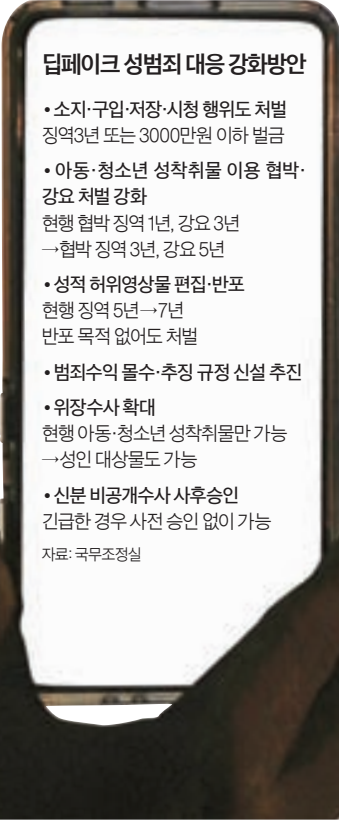 딥페이크 성범죄 대응 강화방안
•소지·구입·저장·시청 행위도 처벌
징역3년 또는 3000만원 이하 벌금
•아동·청소년 성착취물 이용 협박·
강요 처벌 강화
현행 협박 징역 1년, 강요 3년
→협박 징역 3년, 강요 5년
•성적 허위영상물 편집·반포
현행 징역 5년→7년
반포 목적 없어도 처벌
•범죄수익 몰수·추징 규정 신설 추진
•위장수사 확대
현행 아동·청소년 성착취물만 가능
→성인 대상물도 가능
•신분 비공개수사 사후승인
긴급한 경우 사전 승인 없이 가능
자료: 국무조정실